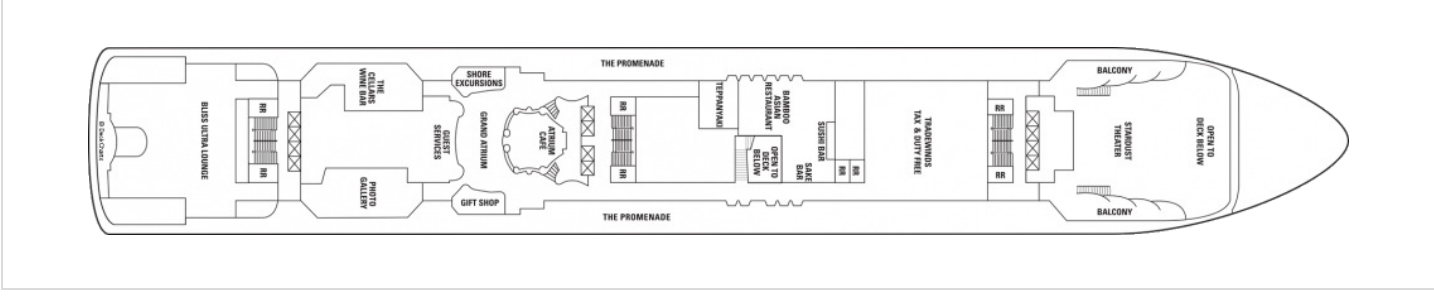 © DeckCharts
BLISS ULTRA LOUNGE
RR
RR
THE
CELLARS
WINE BAR
PHOTO
GALLERY
GUEST
SERVICES
SHORE
EXCURSIONS
GRAND ATRIUM
GIFT SHOP
ATRIUM
CAFÉ
THE PROMENADE
THE PROMENADE
RR
RR
TEPPANYAKI
BAMBOO
ASIAN
RESTAURANT
OPEN TO
DECK
BELOW
SAKE
BAR
SUSHI BAR
RR
RR
TRADEWINDS
TAX & DUTY FREE
RR
RR
BALCONY
BALCONY
STARDUST
THEATER
OPEN TO
DECK BELOW